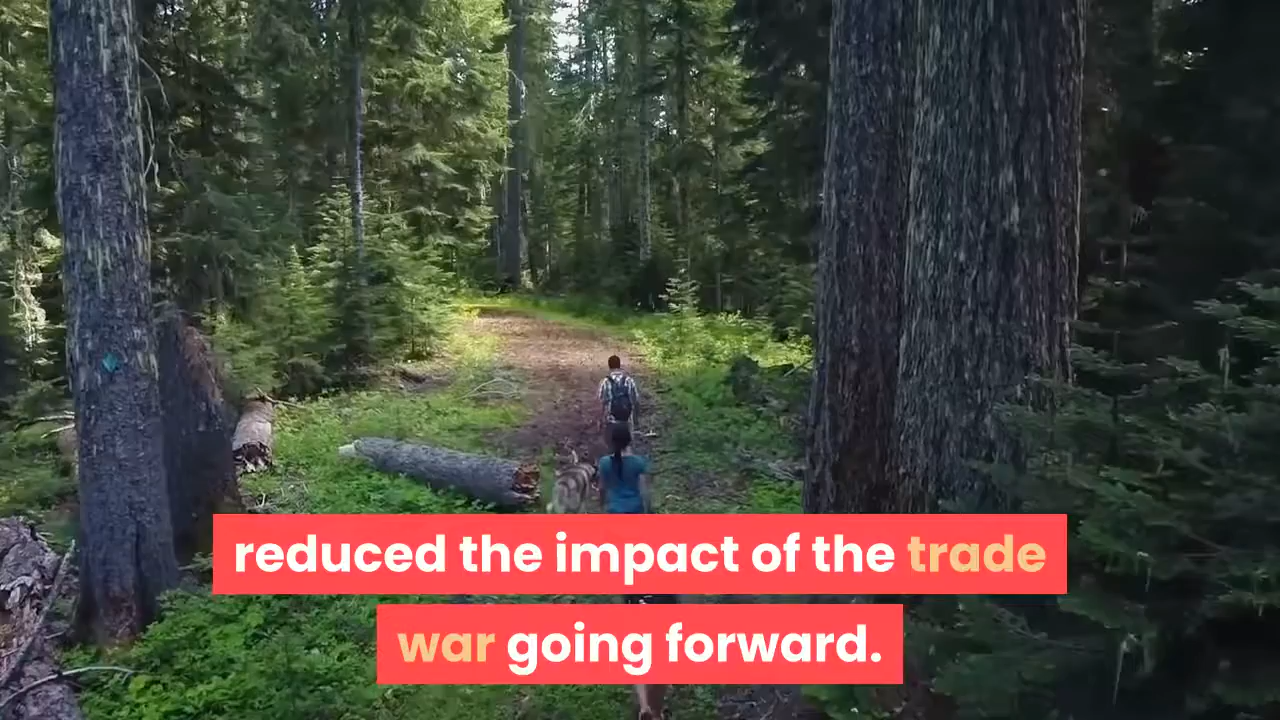 reduced the impact of the trade
war going forward.